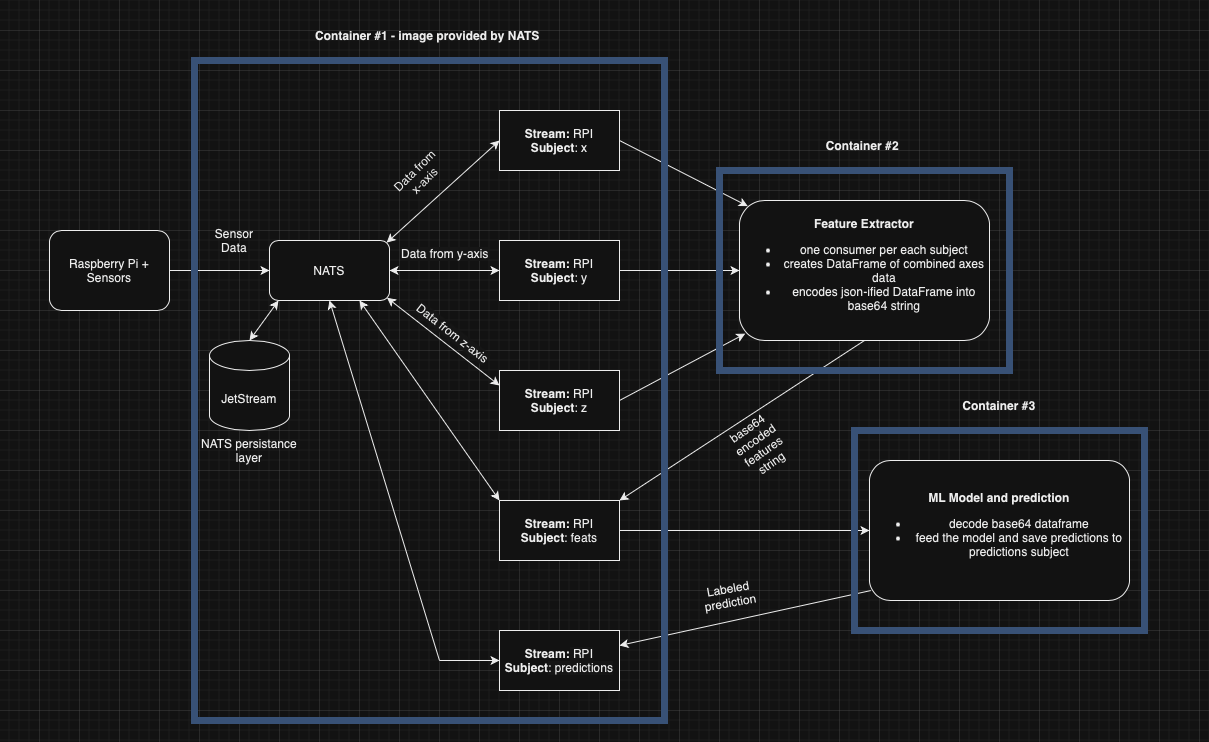 Container #1 - image provided by NATS
Stream: RPI
Subject: x
Data from
x-axis
Container #2
Feature Extractor
• one consumer per each subject
• creates DataFrame of combined axes
data
• encodes json-ified DataFrame into
base64 string
Sensor
Data
Raspberry Pi +
Sensors
NATS
Data from y-axis
Stream: RPI
Subject: y
Data from z-axis
Stream: RPI
Subject: z
JetStream
NATS persistance
layer
base64
encoded
features
string
Container #3
ML Model and prediction
• decode base64 dataframe
• feed the model and save predictions to
predictions subject
Stream: RPI
Subject: feats
Labeled
prediction
Stream: RPI
Subject: predictions